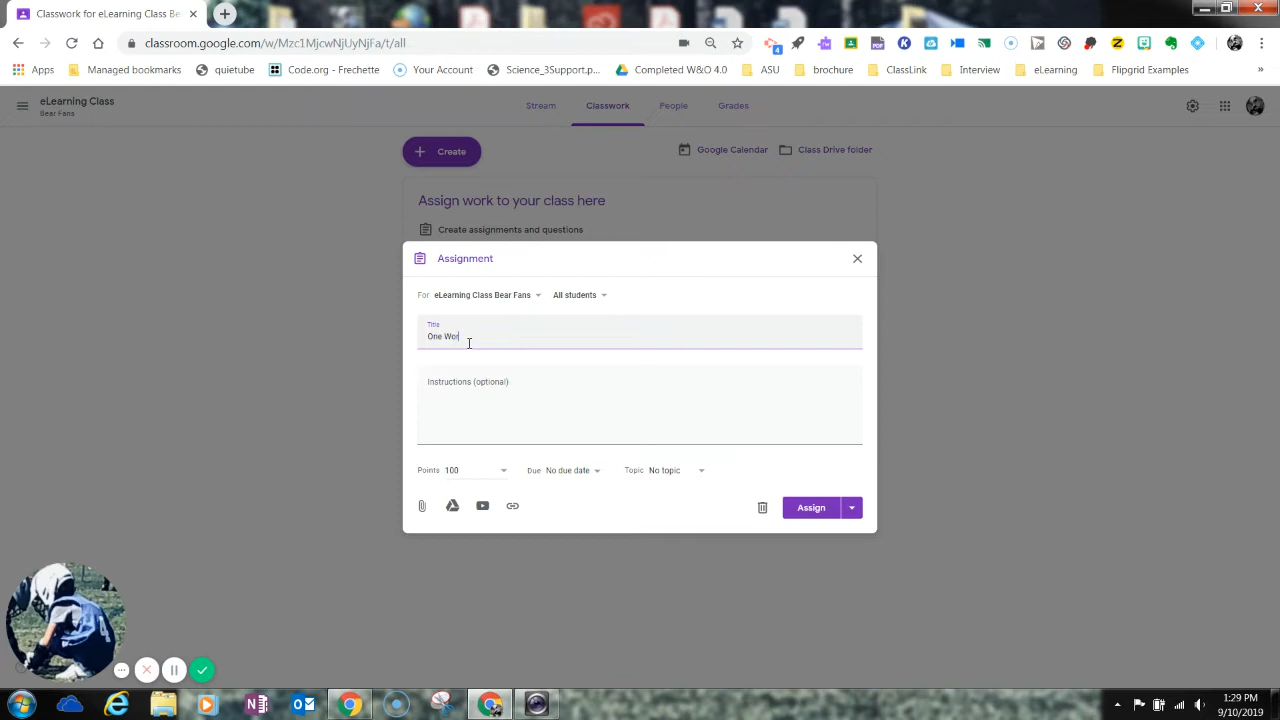 Classwork for eLearning Class Be
classroom.google.com/w/Mzc1MjcwNjUyNjFa/t/all
4
Apps Managed bookmarks quietube Code.org - Frechette Your Account Science_3Support.p... Completed W&O 4.0 ASU brochure ClassLink Interview eLearning Flipgrid Examples »
eLearning Class
Bear Fans
Stream Classwork People Grades
Create
Google Calendar Class Drive folder
Assign work to your class here
Create assignments and questions
Assignment
For eLearning Class Bear Fans All students
Title
One Wor
Instructions (optional)
Points 100 Due No due date Topic No topic
Assign
1:29 PM
9/10/2019